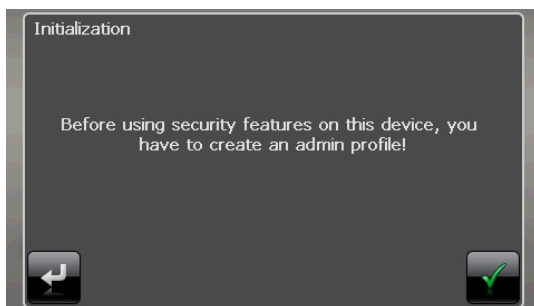 Initialization
Before using security features on this device, you
have to create an admin profile!